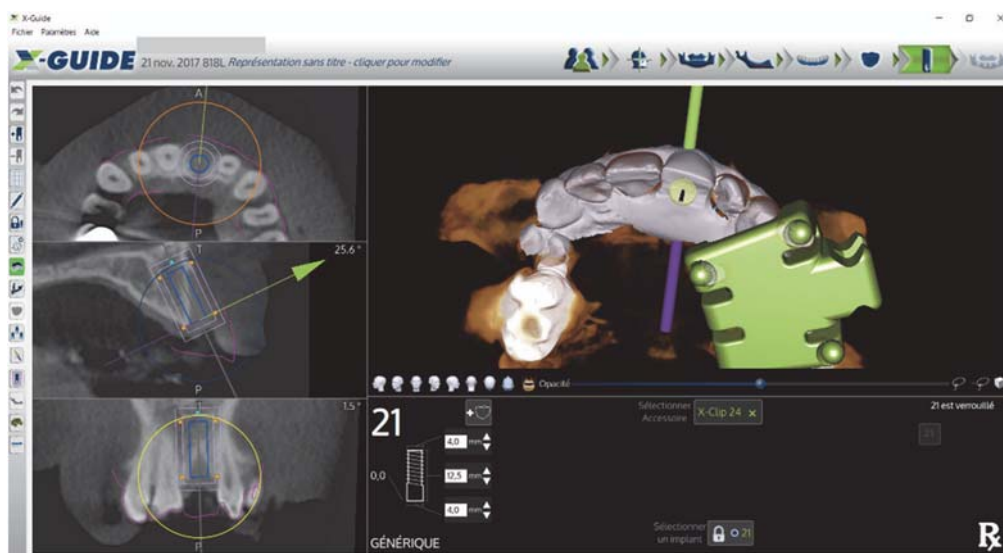 X-Guide
Fichier Paramètres Aide
X-GUIDE 21 nov. 2017 818L Représentation sans titre - cliquer pour modifier
A
P
T
25.6 °
P
T
1.5 °
P
Opacité
21
Sélectionner Accessoire
X-Clip 24 ×
21 est verrouillé
21
4,0 mm
0,0
12,5 mm
4,0 mm
GÉNÉRIQUE
Sélectionner un implant
21
Rx